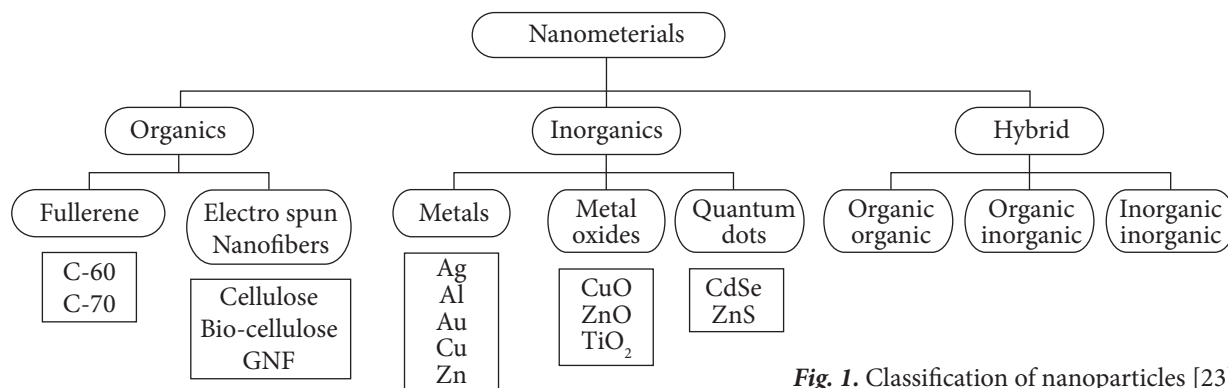 Nanometerials
Organics
Inorganics
Hybrid
Fullerene
Electro spun
Nanofibers
Metals
Metal
oxides
Quantum
dots
Organic
organic
Organic
inorganic
Inorganic
inorganic
C-60
C-70
Cellulose
Bio-cellulose
GNF
Ag
Al
Au
Cu
Zn
CuO
ZnO
TiO₂
CdSe
ZnS
Fig. 1. Classification of nanoparticles [23